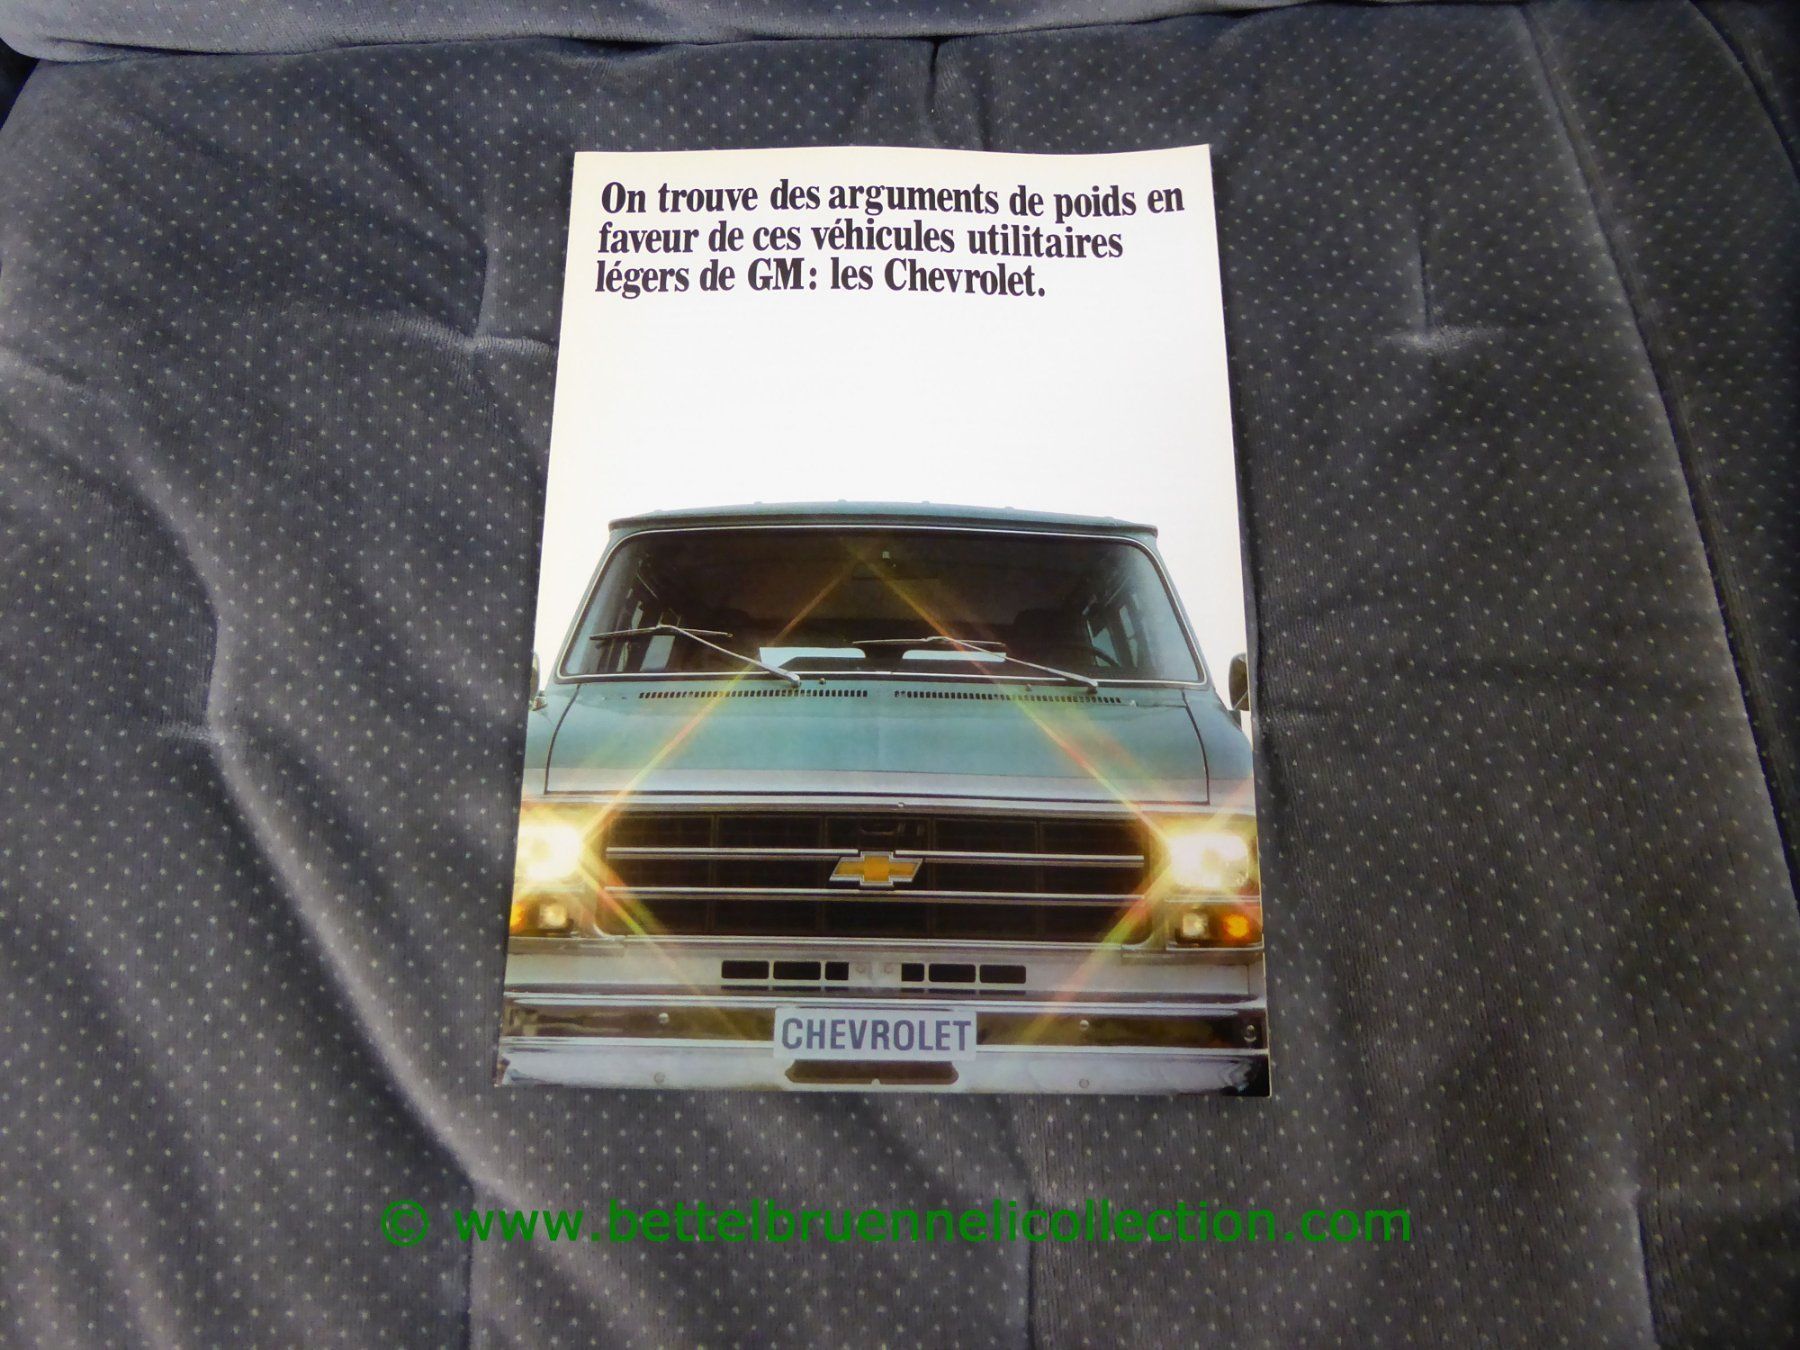 On trouve des arguments de poids en
faveur de ces véhicules utilitaires
légers de GM: les Chevrolet.
CHEVROLET
© www.bettelbruennelicollection.com